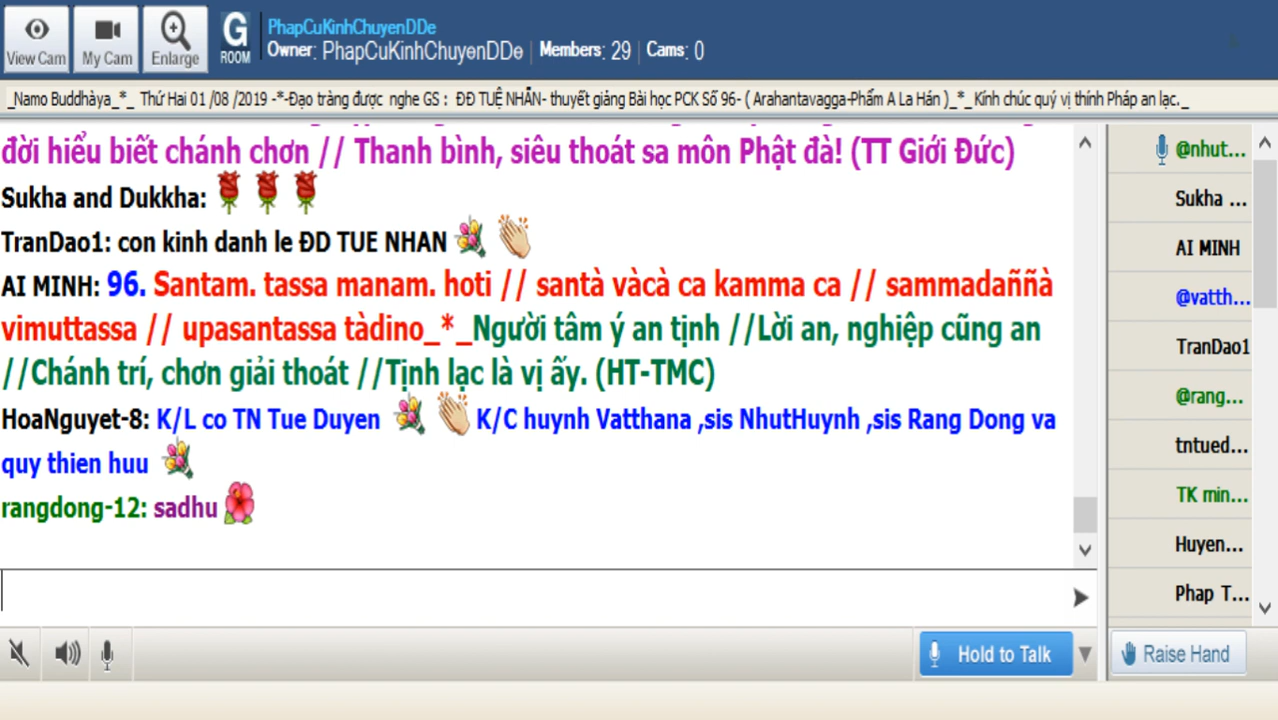 View Cam
My Cam
Enlarge
G
ROOM
PhapCuKinhChuyenDDe
Owner: PhapCuKinhChuyenDDe | Members: 29 | Cams: 0
_Namo Buddhàya_*_ Thứ Hai 01 /08 /2019 -*-Đạo tràng được nghe GS : ĐĐ TUỆ NHẪN- thuyết giảng Bài học PCK Số 96- ( Arahantavagga-Phẩm A La Hán )_*_ Kính chúc quý vị thính Pháp an lạc._
đời hiểu biết chánh chơn // Thanh bình, siêu thoát sa môn Phật đà! (TT Giới Đức)
Sukha and Dukkha:
TranDao1: con kinh danh le ĐD TUE NHAN
AI MINH: 96. Santam. tassa manam. hoti // santà vàcà ca kamma ca // sammadaññà
vimuttassa // upasantassa tàdino_*_Người tâm ý an tịnh //Lời an, nghiệp cũng an
//Chánh trí, chơn giải thoát //Tịnh lạc là vị ấy. (HT-TMC)
HoaNguyet-8: K/L co TN Tue Duyen K/C huynh Vatthana ,sis NhutHuynh ,sis Rang Dong va
quy thien huu
rangdong-12: sadhu
@nhut...
Sukha ...
AI MINH
@vatth...
TranDao1
@rang...
tntued...
TK min...
Huyen...
Phap T...
Hold to Talk
Raise Hand